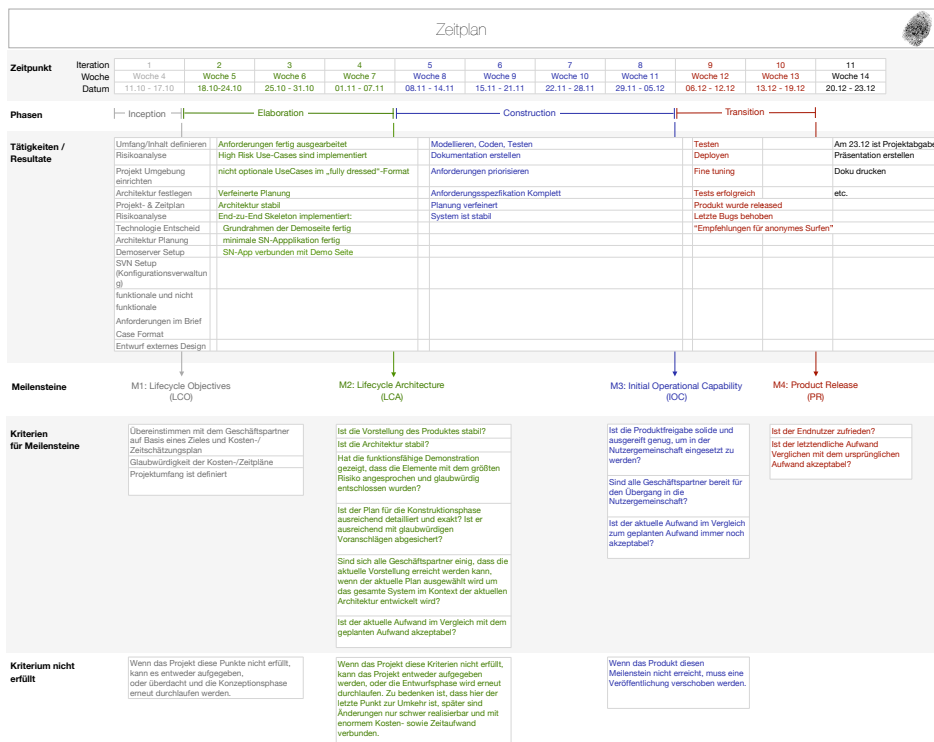 Zeitplan
Zeitpunkt
Iteration 1 2 3 4 5 6 7 8 9 10 11
Woche Woche 4 Woche 5 Woche 6 Woche 7 Woche 8 Woche 9 Woche 10 Woche 11 Woche 12 Woche 13 Woche 14
Datum 11.10 - 17.10 18.10-24.10 25.10 - 31.10 01.11 - 07.11 08.11 - 14.11 15.11 - 21.11 22.11 - 28.11 29.11 - 05.12 06.12 - 12.12 13.12 - 19.12 20.12 - 23.12
Phasen Inception Elaboration Construction Transition
Tätigkeiten /
Resultate
Umfang/Inhalt definieren Anforderungen fertig ausgearbeitet Modellieren, Coden, Testen Testen Am 23.12 ist Projektabgabe
Risikoanalyse High Risk Use-Cases sind implementiert Dokumentation erstellen Deployen Präsentation erstellen
Projekt Umgebung
einrichten nicht optionale UseCases im „fully dressed"-Format Anforderungen priorisieren Fine tuning Doku drucken
Architektur festlegen Verfeinerte Planung Anforderungsspezfikation Komplett Tests erfolgreich etc.
Projekt- & Zeitplan Architektur stabil Planung verfeinert Produkt wurde released
Risikoanalyse End-zu-End Skeleton implementiert: System ist stabil Letzte Bugs behoben
Technologie Entscheid Grundrahmen der Demoseite fertig "Empfehlungen für anonymes Surfen"
Architektur Planung minimale SN-Appplikation fertig
Demoserver Setup SN-App verbunden mit Demo Seite
SVN Setup
(Konfigurationsverwaltun
g)
funktionale und nicht
funktionale
Anforderungen im Brief
Case Format
Entwurf externes Design
Meilensteine
M1: Lifecycle Objectives
(LCO)
M2: Lifecycle Architecture
(LCA)
M3: Initial Operational Capability
(IOC)
M4: Product Release
(PR)
Kriterien
für Meilensteine
Übereinstimmen mit dem Geschäftspartner
auf Basis eines Zieles und Kosten-/
Zeitschätzungsplan
Glaubwürdigkeit der Kosten-/Zeitpläne
Projektumfang ist definiert
Ist die Vorstellung des Produktes stabil?
Ist die Architektur stabil?
Hat die funktionsfähige Demonstration
gezeigt, dass die Elemente mit dem größten
Risiko angesprochen und glaubwürdig
entschlossen wurden?
Ist der Plan für die Konstruktionsphase
ausreichend detailliert und exakt? Ist er
ausreichend mit glaubwürdigen
Voranschlägen abgesichert?
Sind sich alle Geschäftspartner einig, dass die
aktuelle Vorstellung erreicht werden kann,
wenn der aktuelle Plan ausgewählt wird um
das gesamte System im Kontext der aktuellen
Architektur entwickelt wird?
Ist der aktuelle Aufwand im Vergleich mit dem
geplanten Aufwand akzeptabel?
Ist die Produktfreigabe solide und
ausgereift genug, um in der
Nutzergemeinschaft eingesetzt zu
werden?
Sind alle Geschäftspartner bereit für
den Übergang in die
Nutzergemeinschaft?
Ist der aktuelle Aufwand im Vergleich
zum geplanten Aufwand immer noch
akzeptabel?
Ist der Endnutzer zufrieden?
Ist der letztendliche Aufwand
Verglichen mit dem ursprünglichen
Aufwand akzeptabel?
Kriterium nicht
erfüllt
Wenn das Projekt diese Punkte nicht erfüllt,
kann es entweder aufgegeben,
oder überdacht und die Konzeptionsphase
erneut durchlaufen werden.
Wenn das Projekt diese Kriterien nicht erfüllt,
kann das Projekt entweder aufgegeben
werden, oder die Entwurfsphase wird erneut
durchlaufen. Zu bedenken ist, dass hier der
letzte Punkt zur Umkehr ist, später sind
Änderungen nur schwer realisierbar und mit
enormem Kosten- sowie Zeitaufwand
verbunden.
Wenn das Produkt diesen
Meilenstein nicht erreicht, muss eine
Veröffentlichung verschoben werden.